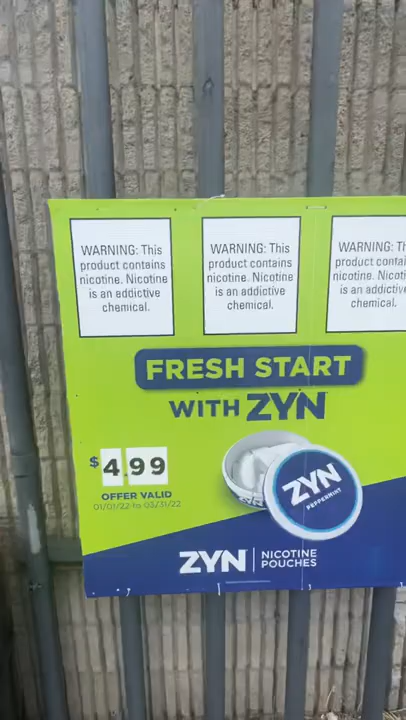 WARNING: This
product contains
nicotine. Nicotine
is an addictive
chemical.
WARNING: This
product contains
nicotine. Nicotine
is an addictive
chemical.
WARNING: Th
product contai
nicotine. Nicoti
is an addictiv
chemical.
FRESH START
WITH ZYN
$4.99
OFFER VALID
01/01/22 to 03/31/22
ZYN
PEPPERMINT
ZYN | NICOTINE
POUCHES